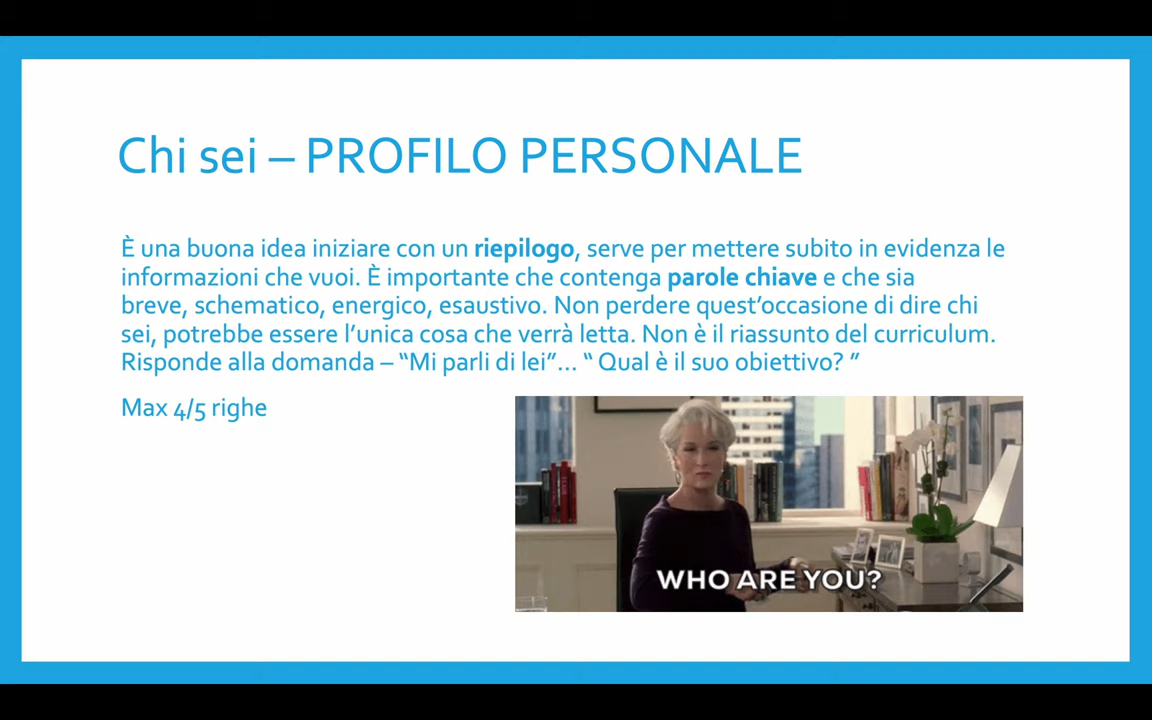 Chi sei – PROFILO PERSONALE
È una buona idea iniziare con un riepilogo, serve per mettere subito in evidenza le
informazioni che vuoi. È importante che contenga parole chiave e che sia
breve, schematico, energico, esaustivo. Non perdere quest’occasione di dire chi
sei, potrebbe essere l’unica cosa che verrà letta. Non è il riassunto del curriculum.
Risponde alla domanda – “Mi parli di lei”… “ Qual è il suo obiettivo? ”
Max 4/5 righe
WHO ARE YOU?